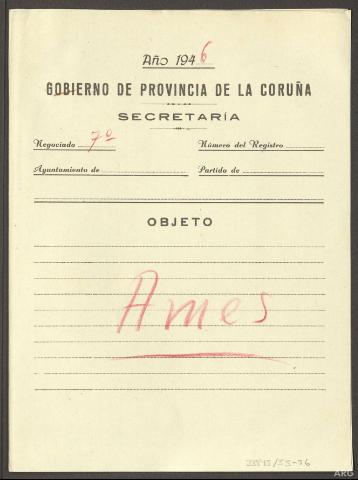 Año 1946
GOBIERNO DE PROVINCIA DE LA CORUÑA
SECRETARÍA
Negociado 7º Número del Registro
Ayuntamiento de Partido de
OBJETO
Ames
ARG